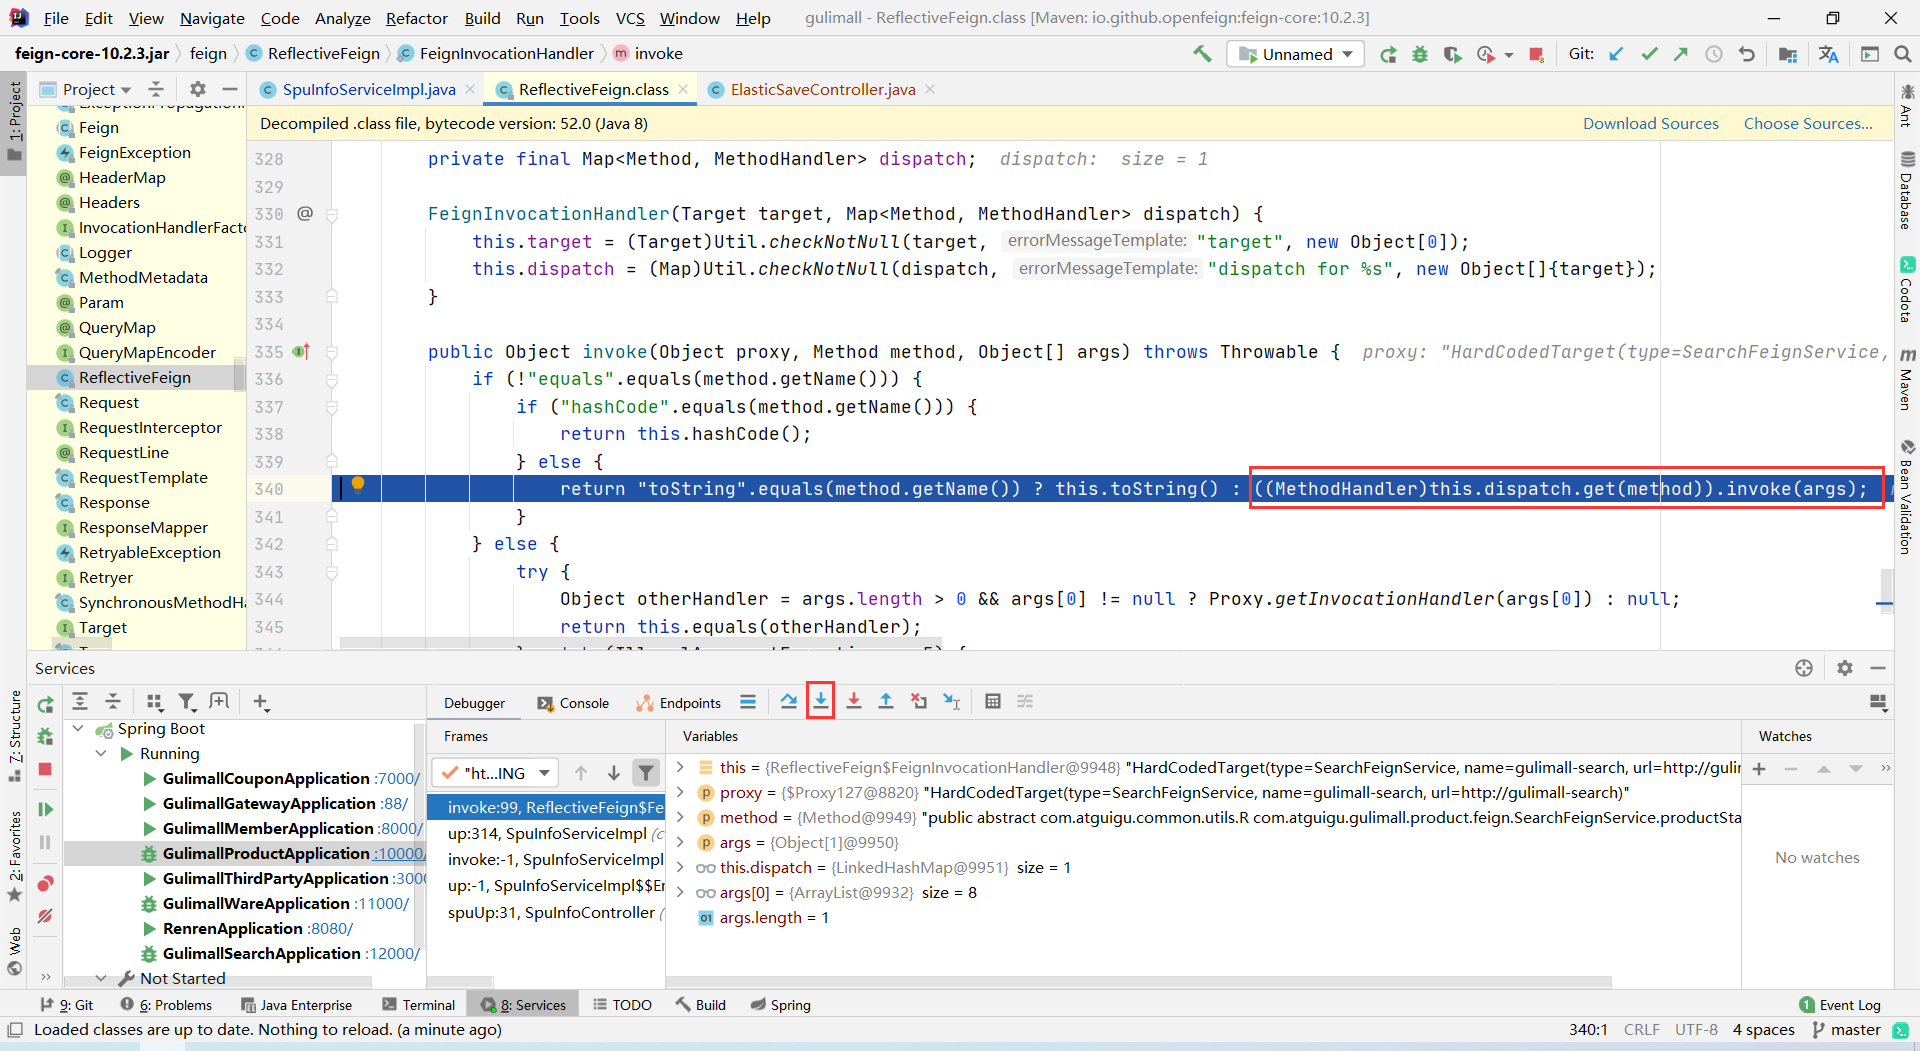 File Edit View Navigate Code Analyze Refactor Build Run Tools VCS Window Help gulimall - ReflectiveFeign.class [Maven: io.github.openfeign:feign-core:10.2.3]
feign-core-10.2.3.jar feign ReflectiveFeign FeignInvocationHandler invoke Unnamed Git:
Project SpuInfoServiceImpl.java ReflectiveFeign.class ElasticSaveController.java
Decompiled .class file, bytecode version: 52.0 (Java 8) Download Sources Choose Sources...
1: Project
7: Structure
2: Favorites
Web
Feign
FeignException
HeaderMap
Headers
InvocationHandlerFact
Logger
MethodMetadata
Param
QueryMap
QueryMapEncoder
ReflectiveFeign
Request
RequestInterceptor
RequestLine
RequestTemplate
Response
ResponseMapper
RetryableException
Retryer
SynchronousMethodHa
Target
328 private final Map<Method, MethodHandler> dispatch; dispatch: size = 1
329
330 FeignInvocationHandler(Target target, Map<Method, MethodHandler> dispatch) {
331 this.target = (Target)Util.checkNotNull(target, errorMessageTemplate: "target", new Object[0]);
332 this.dispatch = (Map)Util.checkNotNull(dispatch, errorMessageTemplate: "dispatch for %s", new Object[]{target});
333 }
334
335 public Object invoke(Object proxy, Method method, Object[] args) throws Throwable { proxy: "HardCodedTarget(type=SearchFeignService,
336 if (!"equals".equals(method.getName())) {
337 if ("hashCode".equals(method.getName())) {
338 return this.hashCode();
339 } else {
340 return "toString".equals(method.getName()) ? this.toString() : ((MethodHandler)this.dispatch.get(method)).invoke(args);
341 }
342 } else {
343 try {
344 Object otherHandler = args.length > 0 && args[0] != null ? Proxy.getInvocationHandler(args[0]) : null;
345 return this.equals(otherHandler);
Ant
Database
Codota
Maven
Bean Validation
Services
Debugger Console Endpoints
Spring Boot
Running
GulimallCouponApplication :7000/
GulimallGatewayApplication :88/
GulimallMemberApplication :8000/
GulimallProductApplication :10000/
GulimallThirdPartyApplication :3000
GulimallWareApplication :11000/
RenrenApplication :8080/
GulimallSearchApplication :12000/
Not Started
Frames
"ht...ING
invoke:99, ReflectiveFeign$Fe
up:314, SpuInfoServiceImpl (c
invoke:-1, SpuInfoServiceImpl
up:-1, SpuInfoServiceImpl$$En
spuUp:31, SpuInfoController (
Variables
this = {ReflectiveFeign$FeignInvocationHandler@9948} "HardCodedTarget(type=SearchFeignService, name=gulimall-search, url=http://gulin
proxy = {$Proxy127@8820} "HardCodedTarget(type=SearchFeignService, name=gulimall-search, url=http://gulimall-search)"
method = {Method@9949} "public abstract com.atguigu.common.utils.R com.atguigu.gulimall.product.feign.SearchFeignService.productSta
args = {Object[1]@9950}
this.dispatch = {LinkedHashMap@9951} size = 1
args[0] = {ArrayList@9932} size = 8
args.length = 1
Watches
No watches
9: Git 6: Problems Java Enterprise Terminal 8: Services TODO Build Spring 1 Event Log
Loaded classes are up to date. Nothing to reload. (a minute ago) 340:1 CRLF UTF-8 4 spaces master